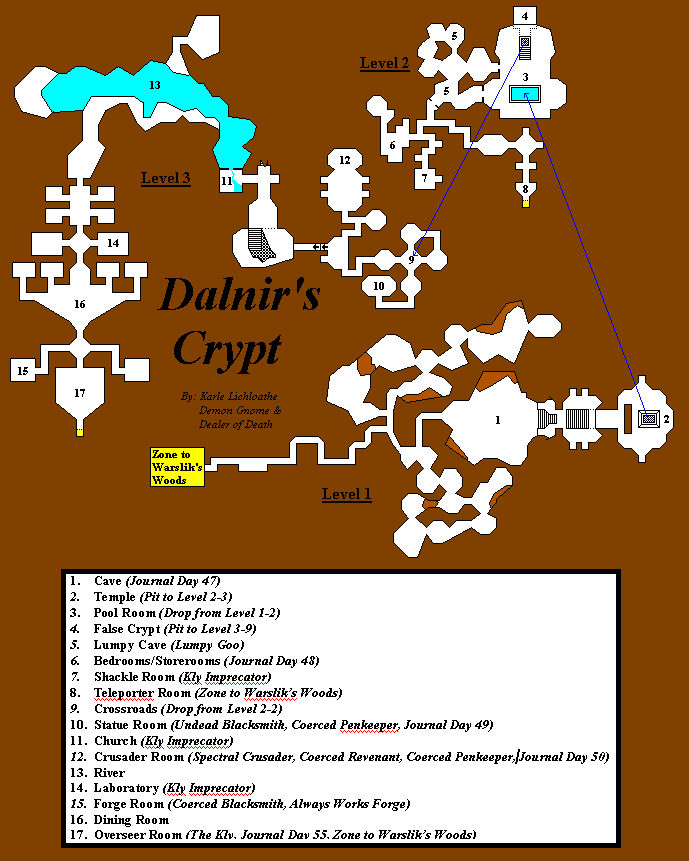 4
5
Level 2
3
13
5
6
12
7
8
Level 3
11
14
9
10
Dalnir's
Crypt
16
15
17
By: Karle Lichloathe
Demon Gnome &
Dealer of Death
1
2
Zone to
Warslik's
Woods
Level 1
1. Cave (Journal Day 47)
2. Temple (Pit to Level 2-3)
3. Pool Room (Drop from Level 1-2)
4. False Crypt (Pit to Level 3-9)
5. Lumpy Cave (Lumpy Goo)
6. Bedrooms/Storerooms (Journal Day 48)
7. Shackle Room (Kly Imprecator)
8. Teleporter Room (Zone to Warslik's Woods)
9. Crossroads (Drop from Level 2-2)
10. Statue Room (Undead Blacksmith, Coerced Penkeeper, Journal Day 49)
11. Church (Kly Imprecator)
12. Crusader Room (Spectral Crusader, Coerced Revenant, Coerced Penkeeper, Journal Day 50)
13. River
14. Laboratory (Kly Imprecator)
15. Forge Room (Coerced Blacksmith, Always Works Forge)
16. Dining Room
17. Overseer Room (The Kly, Journal Day 55, Zone to Warslik's Woods)